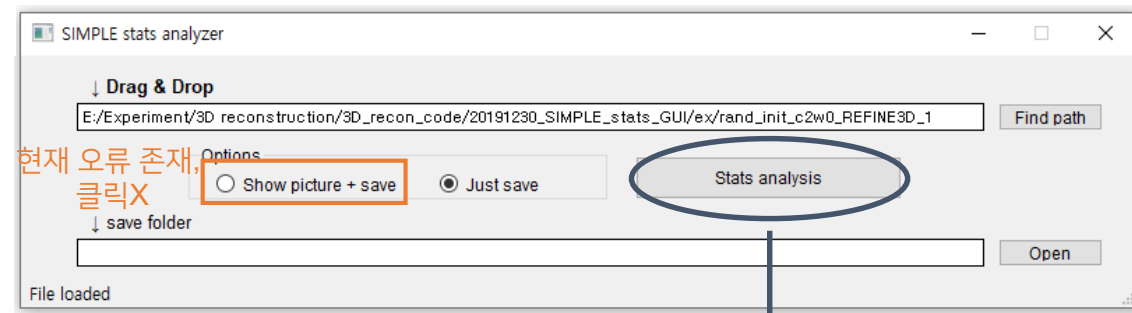 SIMPLE stats analyzer
↓ Drag & Drop
E:/Experiment/3D reconstruction/3D_recon_code/20191230_SIMPLE_stats_GUI/ex/rand_init_c2w0_REFINE3D_1
Find path
현재 오류 존재,
클릭X
Options
Show picture + save
Just save
Stats analysis
↓ save folder
Open
File loaded